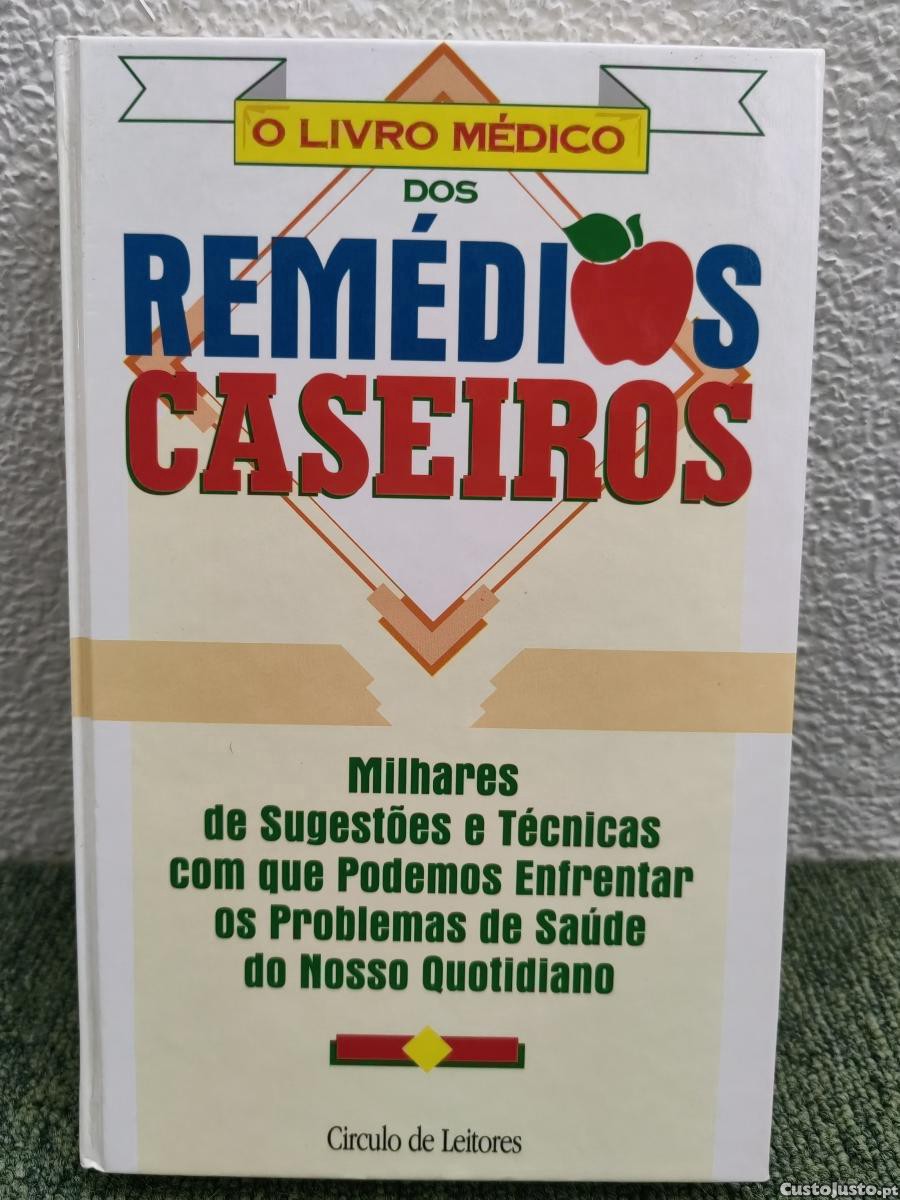 O LIVRO MÉDICO
DOS
REMÉDIOS
CASEIROS
Milhares
de Sugestões e Técnicas
com que Podemos Enfrentar
os Problemas de Saúde
do Nosso Quotidiano
Circulo de Leitores
CustoJusto.pt